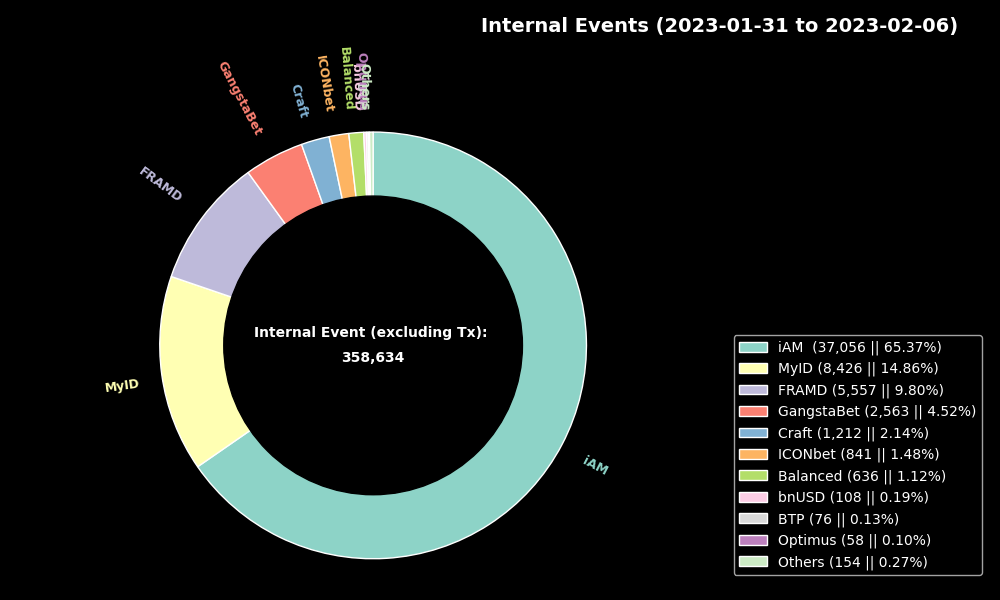 Internal Events (2023-01-31 to 2023-02-06)
GangstaBet
Craft
ICONbet
Balanced
bnUSD
Others
FRAMD
MyID
iAM
Internal Event (excluding Tx):
358,634
iAM  (37,056 || 65.37%)
MyID (8,426 || 14.86%)
FRAMD (5,557 || 9.80%)
GangstaBet (2,563 || 4.52%)
Craft (1,212 || 2.14%)
ICONbet (841 || 1.48%)
Balanced (636 || 1.12%)
bnUSD (108 || 0.19%)
BTP (76 || 0.13%)
Optimus (58 || 0.10%)
Others (154 || 0.27%)